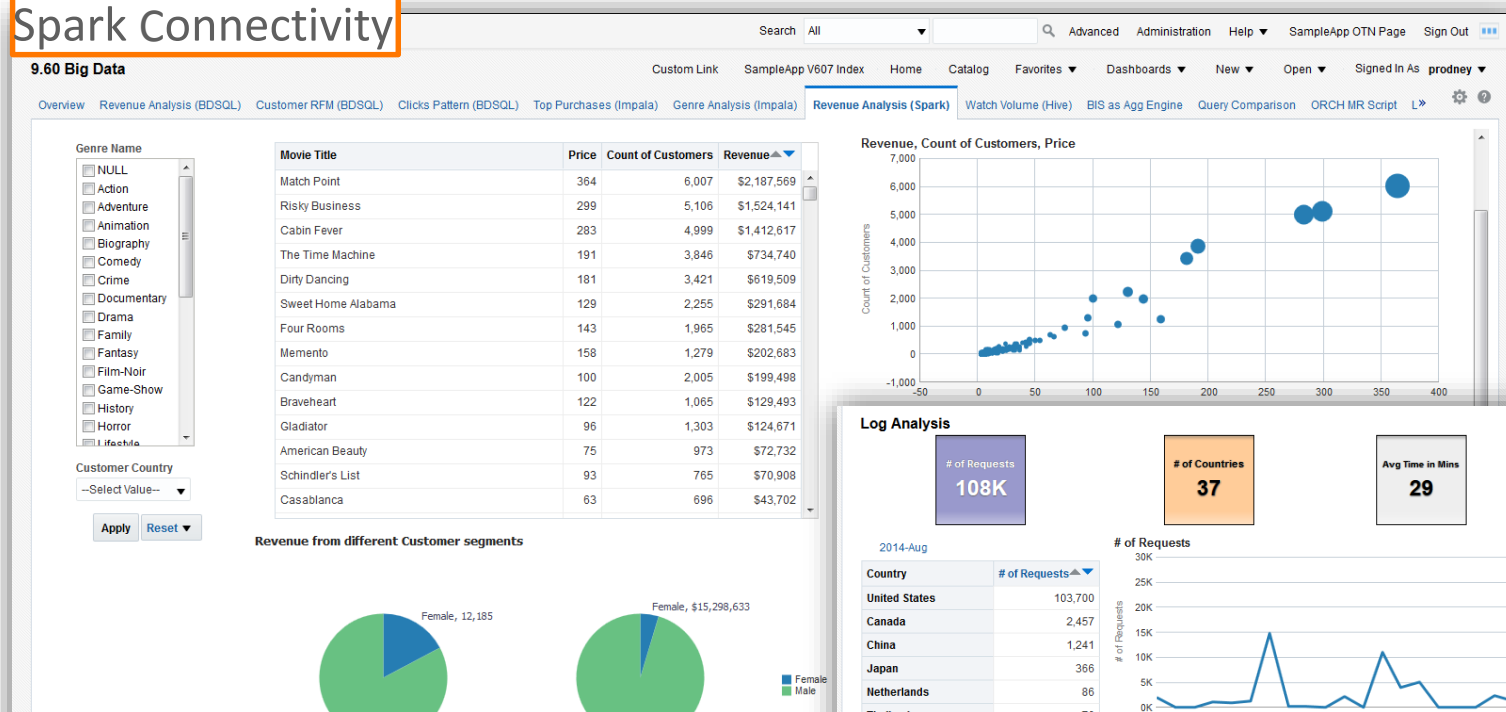 Spark Connectivity
Search All Advanced Administration Help SampleApp OTN Page Sign Out
9.60 Big Data
Custom Link SampleApp V607 Index Home Catalog Favorites Dashboards New Open Signed In As prodney
Overview Revenue Analysis (BDSQL) Customer RFM (BDSQL) Clicks Pattern (BDSQL) Top Purchases (Impala) Genre Analysis (Impala) Revenue Analysis (Spark) Watch Volume (Hive) BIS as Agg Engine Query Comparison ORCH MR Script L»
Genre Name
NULL
Action
Adventure
Animation
Biography
Comedy
Crime
Documentary
Drama
Family
Fantasy
Film-Noir
Game-Show
History
Horror
Lifestyle
Customer Country
--Select Value--
Apply Reset
Movie Title Price Count of Customers Revenue
Match Point 364 6,007 $2,187,569
Risky Business 299 5,106 $1,524,141
Cabin Fever 283 4,999 $1,412,617
The Time Machine 191 3,846 $734,740
Dirty Dancing 181 3,421 $619,509
Sweet Home Alabama 129 2,255 $291,684
Four Rooms 143 1,965 $281,545
Memento 158 1,279 $202,683
Candyman 100 2,005 $199,498
Braveheart 122 1,065 $129,493
Gladiator 96 1,303 $124,671
American Beauty 75 973 $72,732
Schindler's List 93 765 $70,908
Casablanca 63 696 $43,702
Revenue from different Customer segments
Female, 12,185
Female, $15,298,633
Female
Male
Revenue, Count of Customers, Price
Count of Customers
7,000
6,000
5,000
4,000
3,000
2,000
1,000
0
-1,000
-50 0 50 100 150 200 250 300 350 400
Log Analysis
# of Requests
108K
# of Countries
37
Avg Time in Mins
29
2014-Aug
Country # of Requests
United States 103,700
Canada 2,457
China 1,241
Japan 366
Netherlands 86
# of Requests
# of Requests
30K
25K
20K
15K
10K
5K
0K